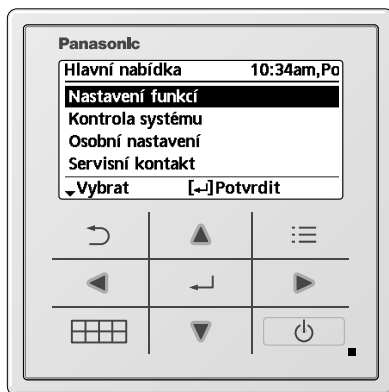 Panasonic
Hlavní nabídka 10:34am,Po
Nastavení funkcí
Kontrola systému
Osobní nastavení
Servisní kontakt
Vybrat [↵]Potvrdit